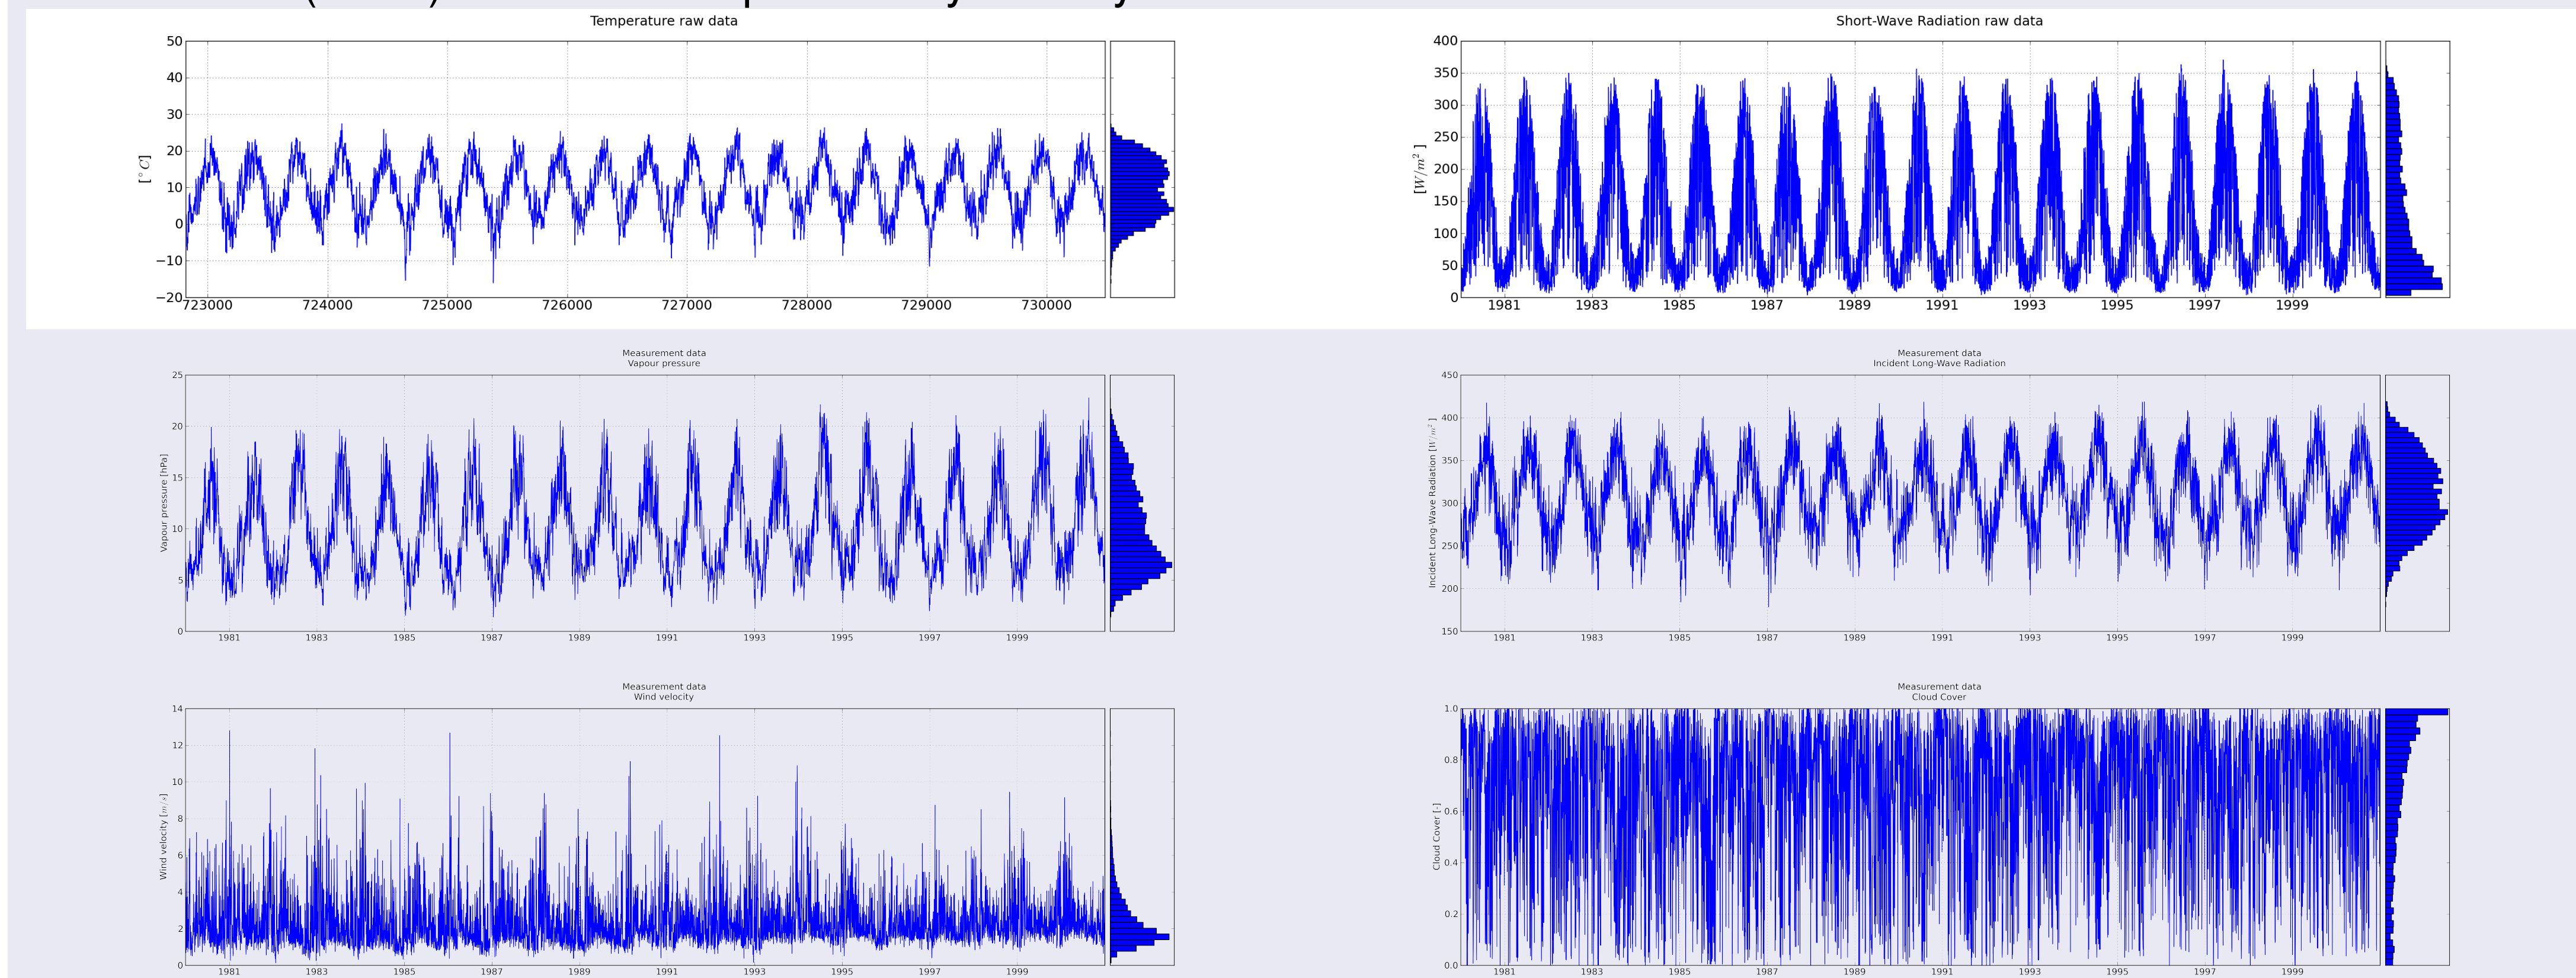 Temperature raw data
50
40
30
20
10
0
−10
−20
[°C]
723000 724000 725000 726000 727000 728000 729000 730000
Short-Wave Radiation raw data
400
350
300
250
200
150
100
50
0
[W/m²]
1981 1983 1985 1987 1989 1991 1993 1995 1997 1999
Measurement data
Vapour pressure
25
20
15
10
5
0
Vapour pressure [hPa]
1981 1983 1985 1987 1989 1991 1993 1995 1997 1999
Measurement data
Incident Long-Wave Radiation
450
400
350
300
250
200
150
Incident Long-Wave Radiation [W/m²]
1981 1983 1985 1987 1989 1991 1993 1995 1997 1999
Measurement data
Wind velocity
14
12
10
8
6
4
2
0
Wind velocity [m/s]
1981 1983 1985 1987 1989 1991 1993 1995 1997 1999
Measurement data
Cloud Cover
1.0
0.8
0.6
0.4
0.2
0.0
Cloud Cover [-]
1981 1983 1985 1987 1989 1991 1993 1995 1997 1999